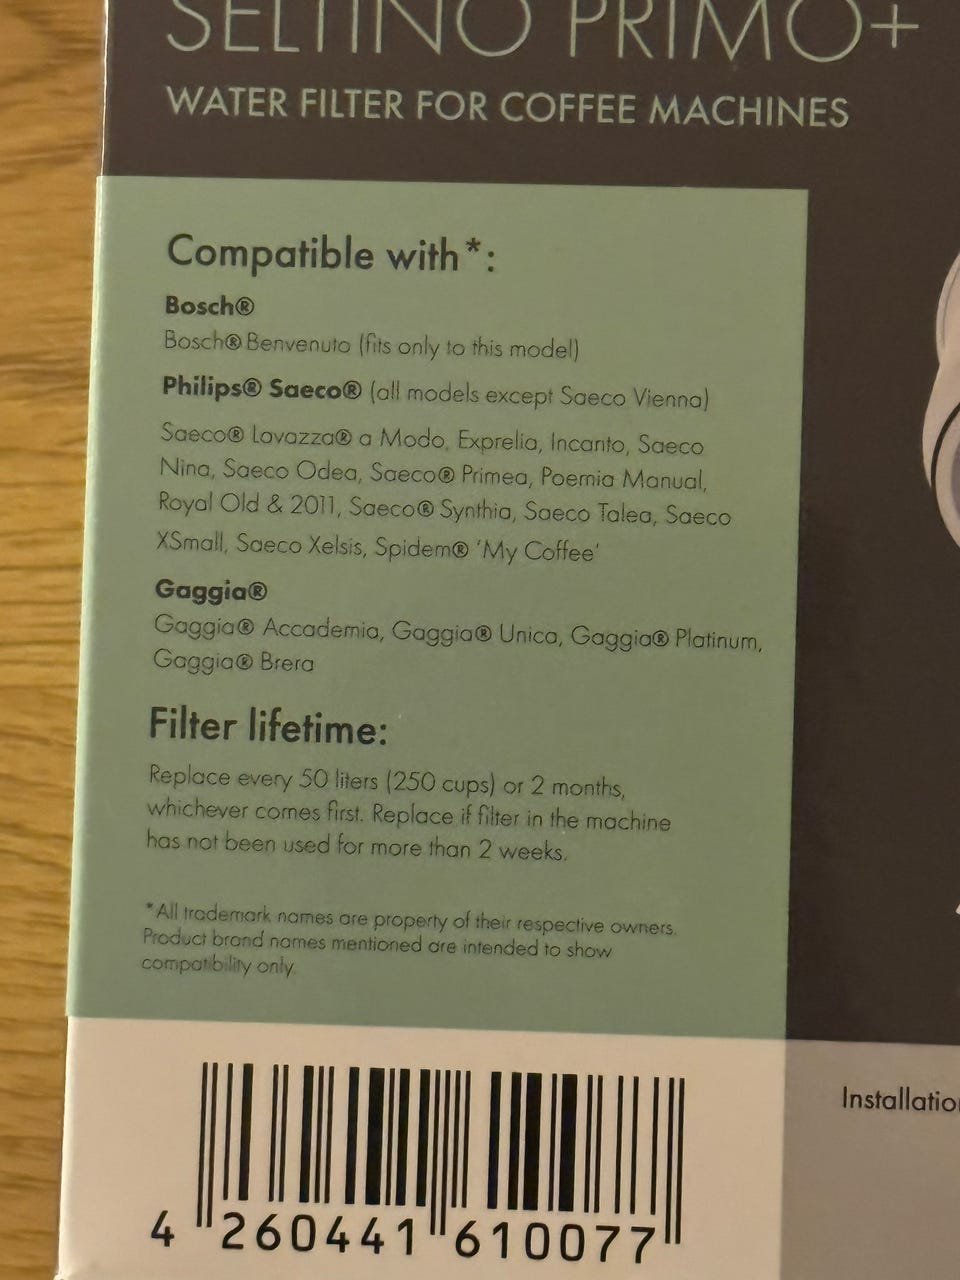 SELTINO PRIMO+
WATER FILTER FOR COFFEE MACHINES
Compatible with*:
Bosch®
Bosch® Benvenuto (fits only to this model)
Philips® Saeco® (all models except Saeco Vienna)
Saeco® Lavazza® a Modo, Exprelia, Incanto, Saeco
Nina, Saeco Odea, Saeco® Primea, Poemia Manual,
Royal Old & 2011, Saeco® Synthia, Saeco Talea, Saeco
XSmall, Saeco Xelsis, Spidem® 'My Coffee'
Gaggia®
Gaggia® Accademia, Gaggia® Unica, Gaggia® Platinum,
Gaggia® Brera
Filter lifetime:
Replace every 50 liters (250 cups) or 2 months,
whichever comes first. Replace if filter in the machine
has not been used for more than 2 weeks.
*All trademark names are property of their respective owners.
Product brand names mentioned are intended to show
compatibility only.
4 260441 610077